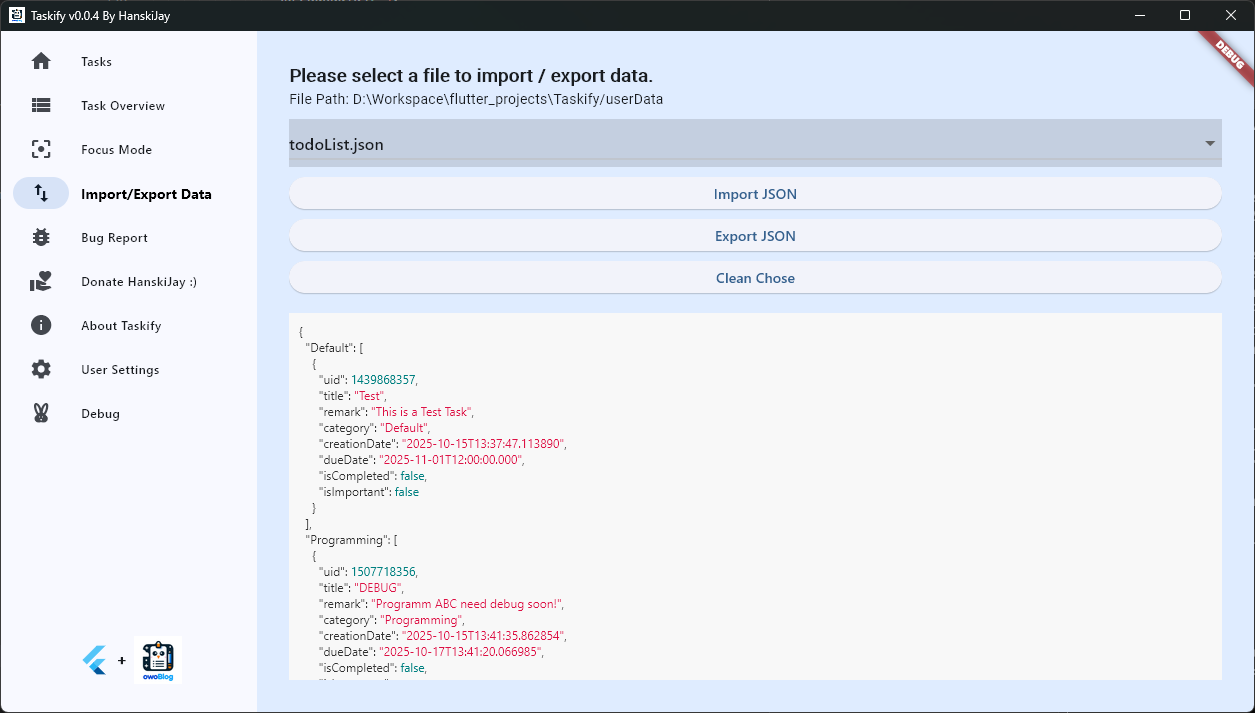 Taskify v0.0.4 By HanskiJay
DEBUG
Tasks
Task Overview
Focus Mode
Import/Export Data
Bug Report
Donate HanskiJay :)
About Taskify
User Settings
Debug
+
owoBlog
Please select a file to import / export data.
File Path: D:\Workspace\flutter_projects\Taskify/userData
todoList.json
Import JSON
Export JSON
Clean Chose
{
"Default": [
{
"uid": 1439868357,
"title": "Test",
"remark": "This is a Test Task",
"category": "Default",
"creationDate": "2025-10-15T13:37:47.113890",
"dueDate": "2025-11-01T12:00:00.000",
"isCompleted": false,
"isImportant": false
}
],
"Programming": [
{
"uid": 1507718356,
"title": "DEBUG",
"remark": "Programm ABC need debug soon!",
"category": "Programming",
"creationDate": "2025-10-15T13:41:35.862854",
"dueDate": "2025-10-17T13:41:20.066985",
"isCompleted": false,